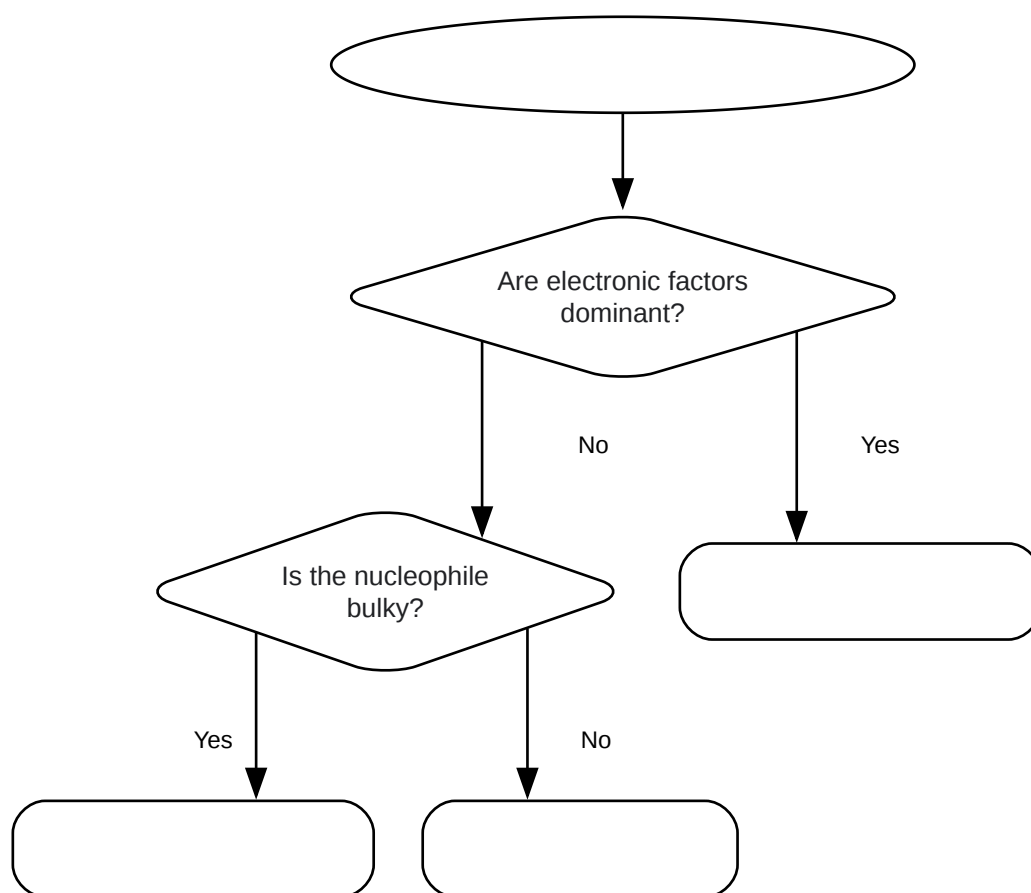 Are electronic factors
dominant?
No
Yes
Is the nucleophile
bulky?
Yes
No